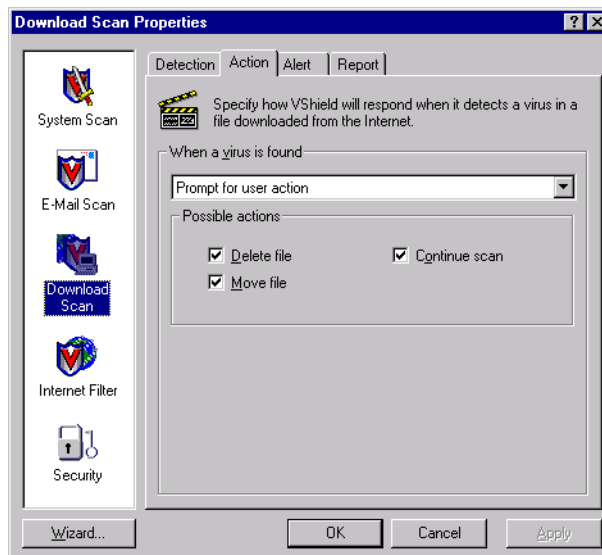 Download Scan Properties
System Scan
E-Mail Scan
Download
Scan
Internet Filter
Security
Detection Action Alert Report
Specify how VShield will respond when it detects a virus in a
file downloaded from the Internet.
When a virus is found
Prompt for user action
Possible actions
Delete file Continue scan
Move file
Wizard... OK Cancel Apply